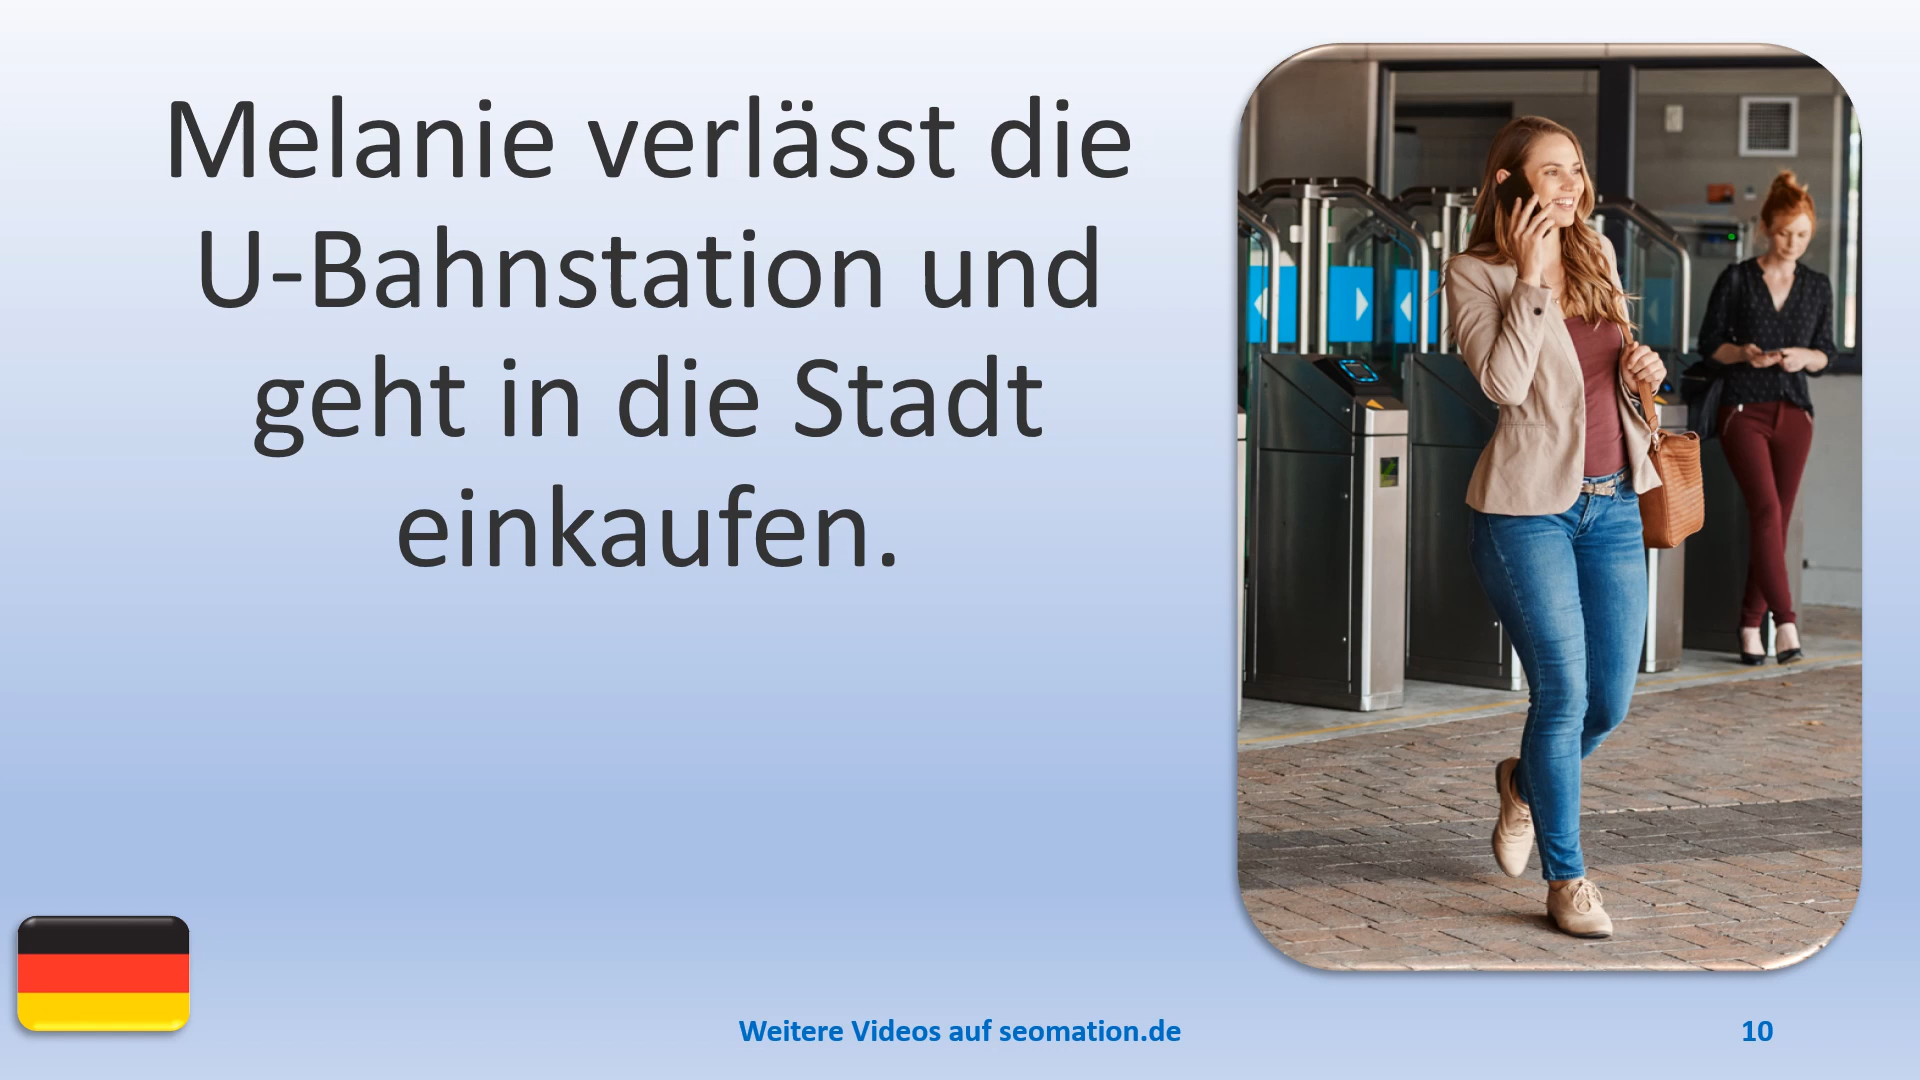 Melanie verlässt die
U-Bahnstation und
geht in die Stadt
einkaufen.
Weitere Videos auf seomation.de
10